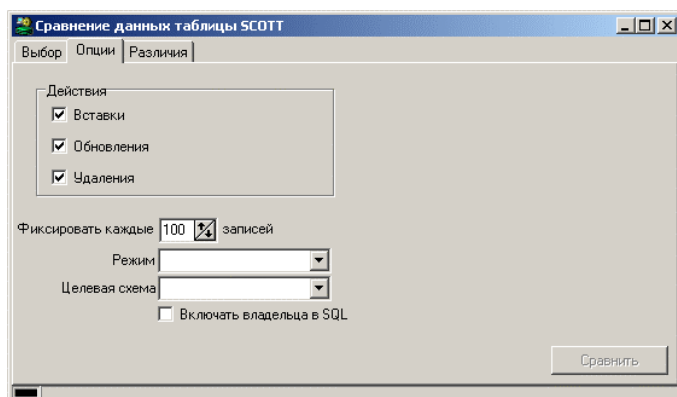 Сравнение данных таблицы SCOTT
Выбор Опции Различия
Действия
Вставки
Обновления
Удаления
Фиксировать каждые 100 записей
Режим
Целевая схема
Включать владельца в SQL
Сравнить